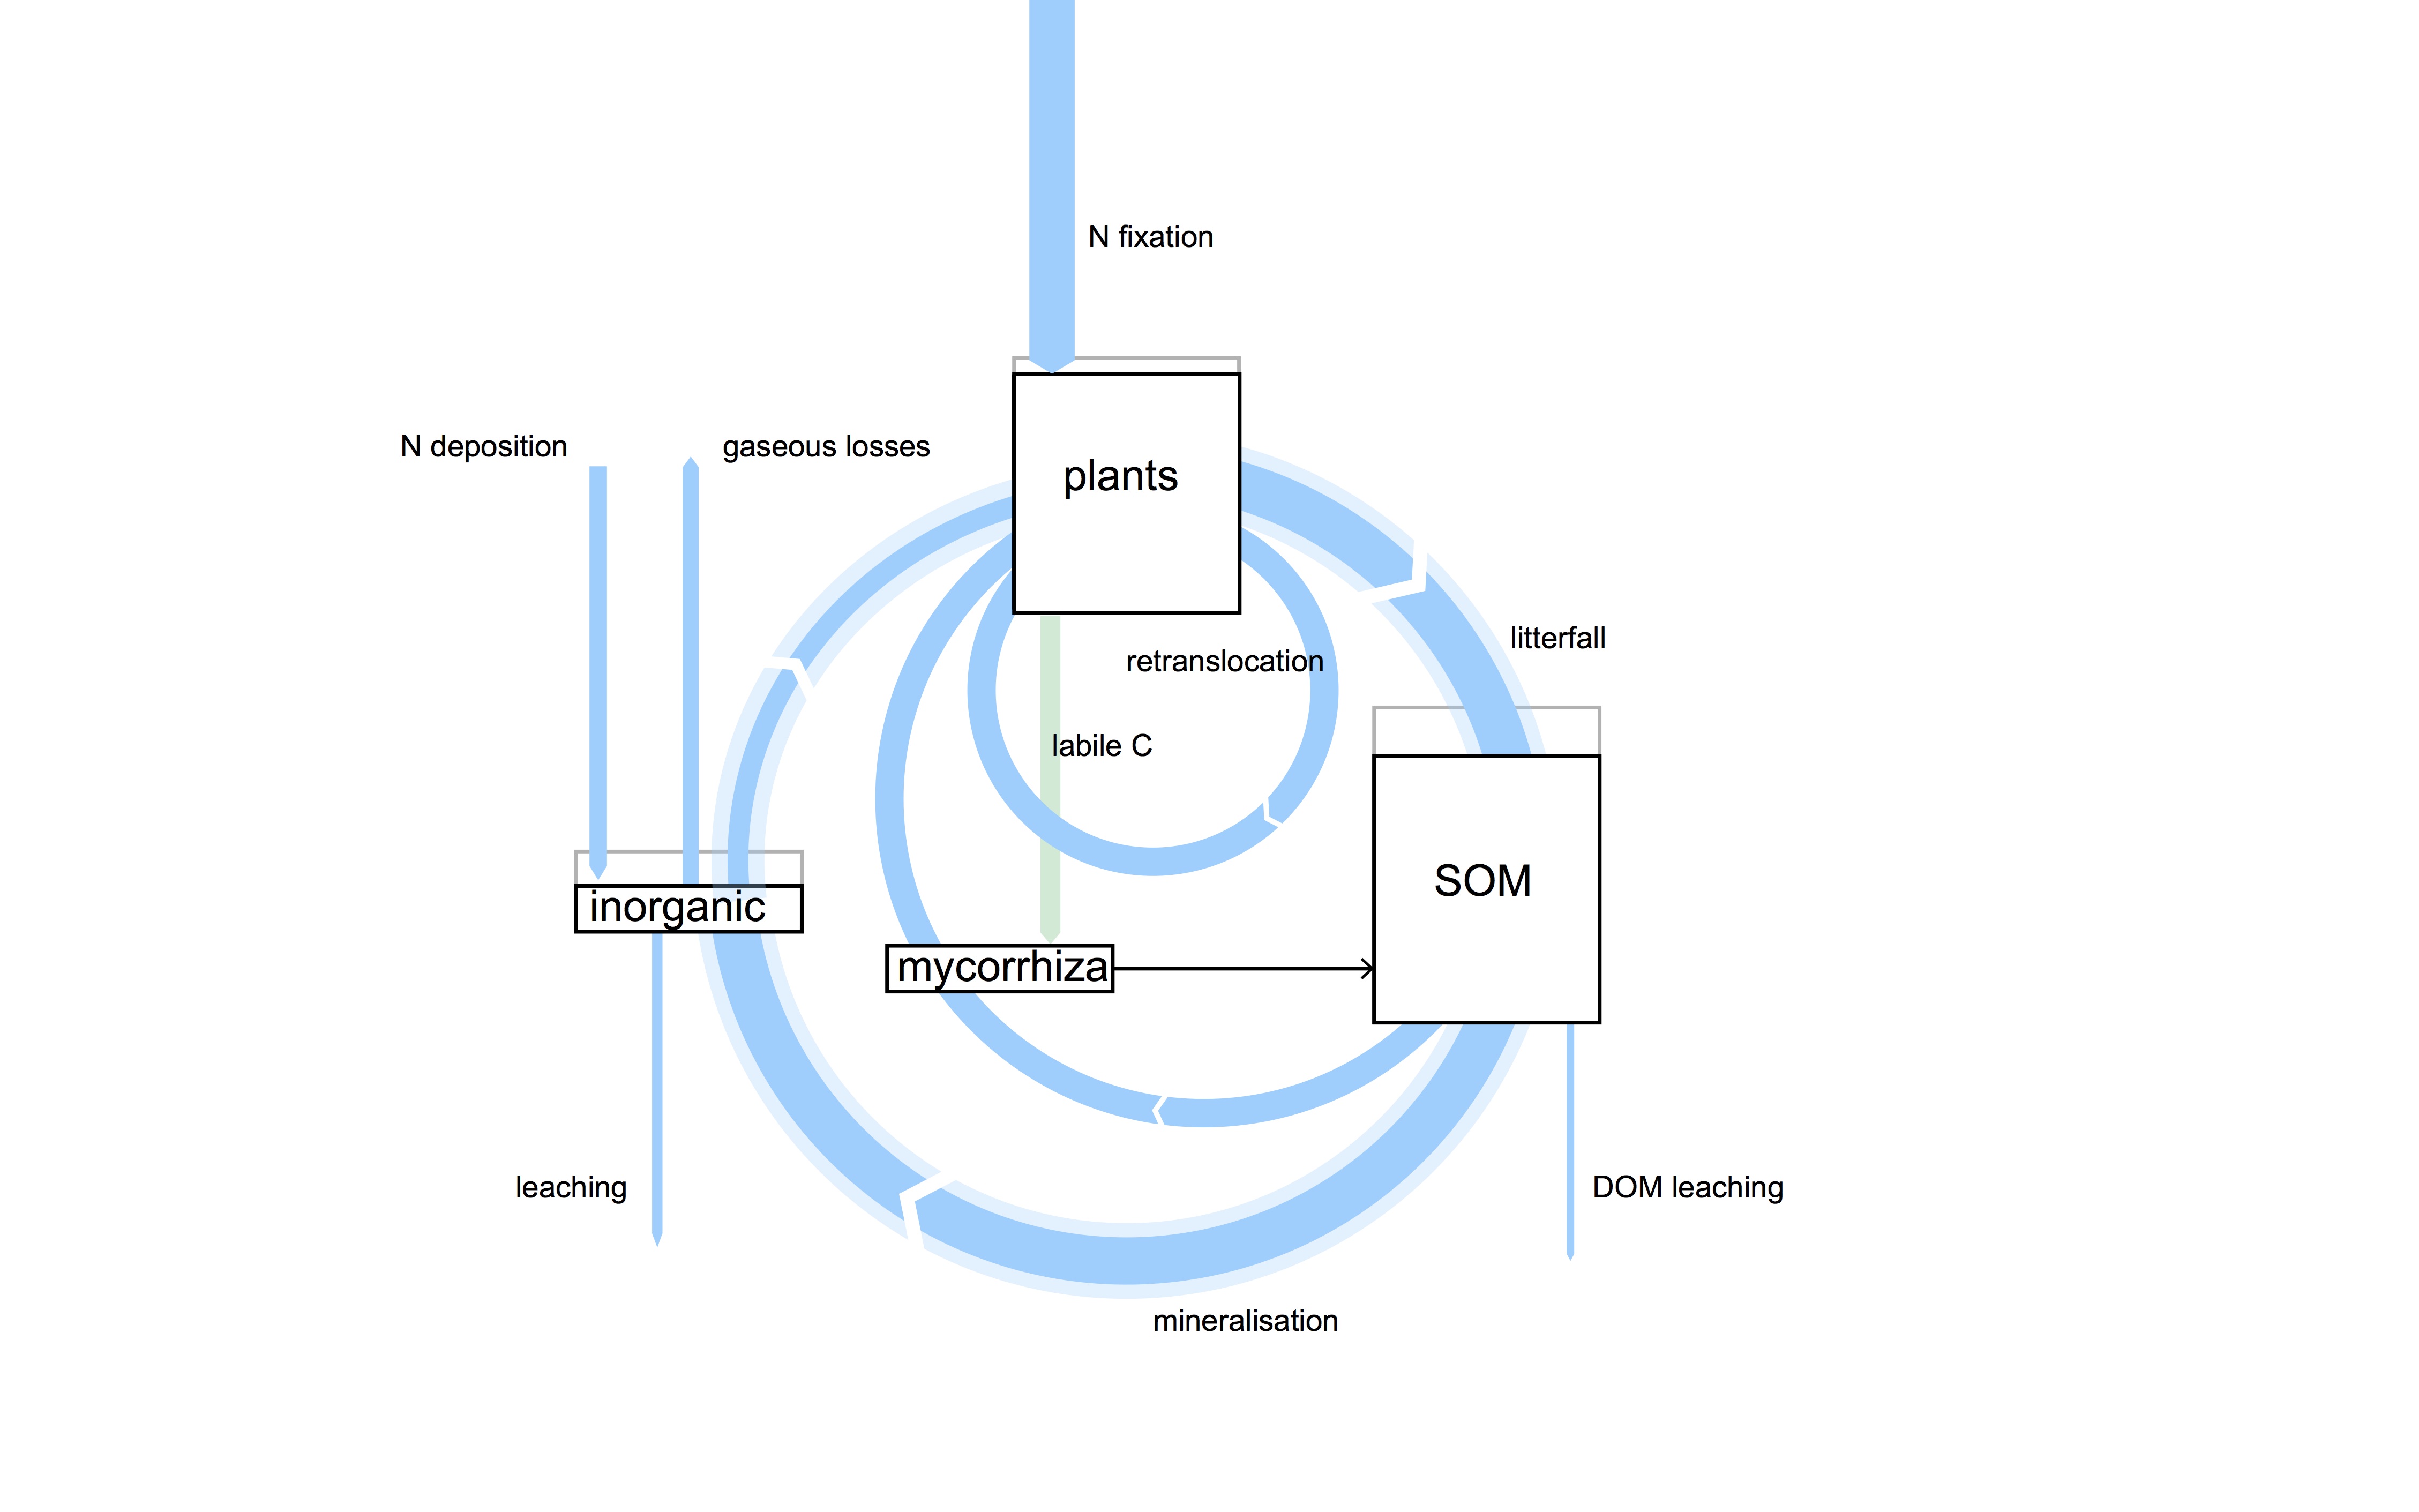 N fixation
N deposition
gaseous losses
plants
litterfall
retranslocation
labile C
SOM
inorganic
mycorrhiza
leaching
DOM leaching
mineralisation